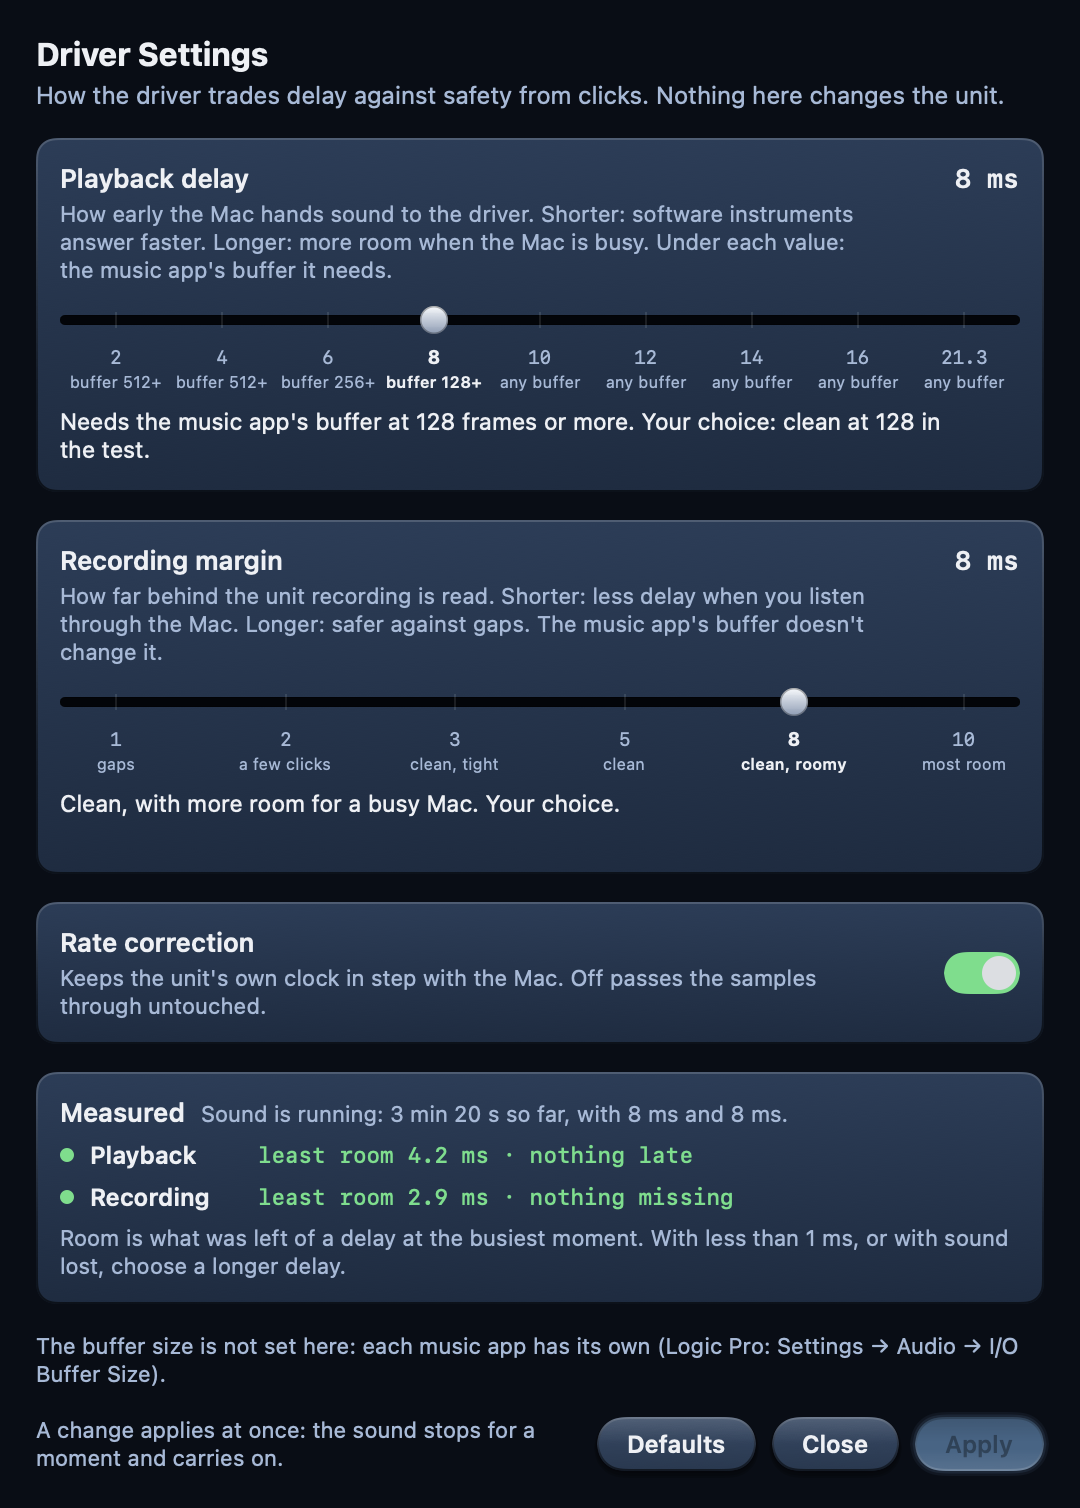 Driver Settings
How the driver trades delay against safety from clicks. Nothing here changes the unit.
Playback delay
8 ms
How early the Mac hands sound to the driver. Shorter: software instruments
answer faster. Longer: more room when the Mac is busy. Under each value:
the music app's buffer it needs.
2 4 6 8 10 12 14 16 21.3
buffer 512+ buffer 512+ buffer 256+ buffer 128+ any buffer any buffer any buffer any buffer any buffer
Needs the music app's buffer at 128 frames or more. Your choice: clean at 128 in
the test.
Recording margin
8 ms
How far behind the unit recording is read. Shorter: less delay when you listen
through the Mac. Longer: safer against gaps. The music app's buffer doesn't
change it.
1 2 3 5 8 10
gaps a few clicks clean, tight clean clean, roomy most room
Clean, with more room for a busy Mac. Your choice.
Rate correction
Keeps the unit's own clock in step with the Mac. Off passes the samples
through untouched.
Measured Sound is running: 3 min 20 s so far, with 8 ms and 8 ms.
Playback least room 4.2 ms · nothing late
Recording least room 2.9 ms · nothing missing
Room is what was left of a delay at the busiest moment. With less than 1 ms, or with sound
lost, choose a longer delay.
The buffer size is not set here: each music app has its own (Logic Pro: Settings → Audio → I/O
Buffer Size).
A change applies at once: the sound stops for a
moment and carries on.
Defaults Close Apply